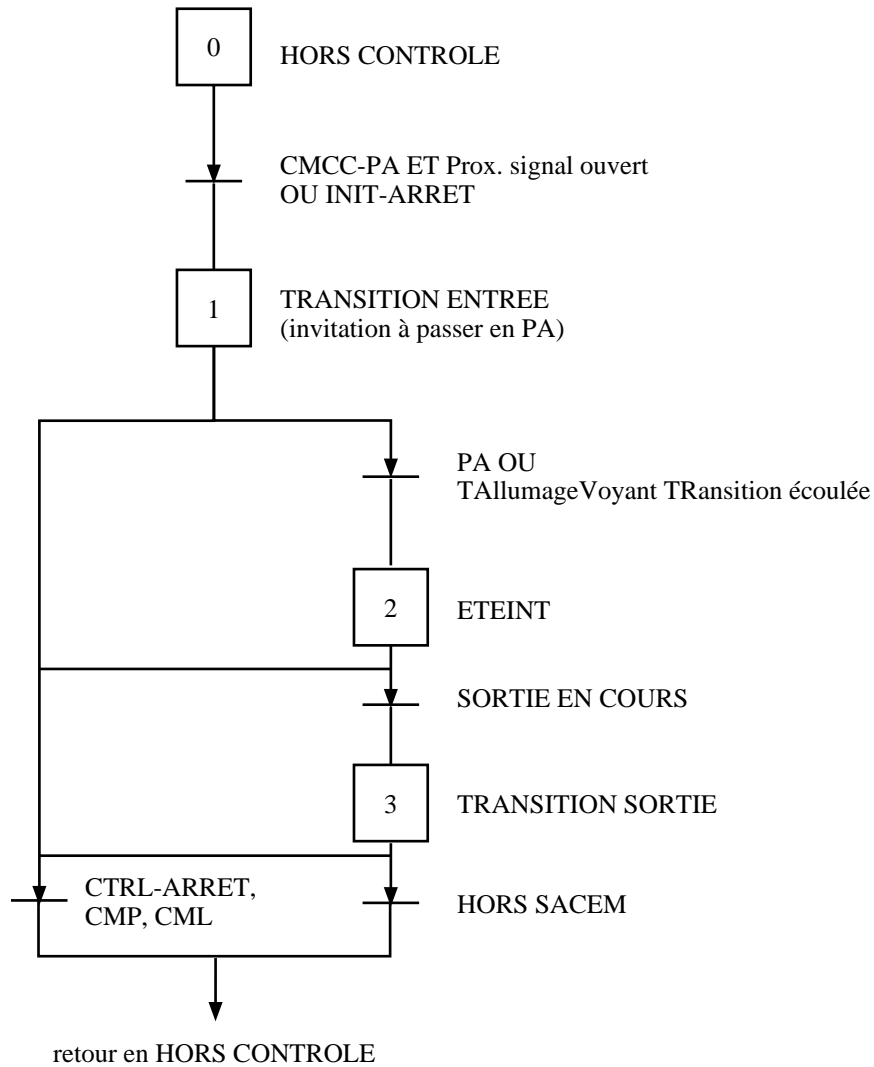 0
HORS CONTROLE
CMCC-PA ET Prox. signal ouvert
OU INIT-ARRET
1
TRANSITION ENTREE
(invitation à passer en PA)
PA OU
TAllumageVoyant TRansition écoulée
2
ETEINT
SORTIE EN COURS
3
TRANSITION SORTIE
CTRL-ARRET,
CMP, CML
HORS SACEM
retour en HORS CONTROLE